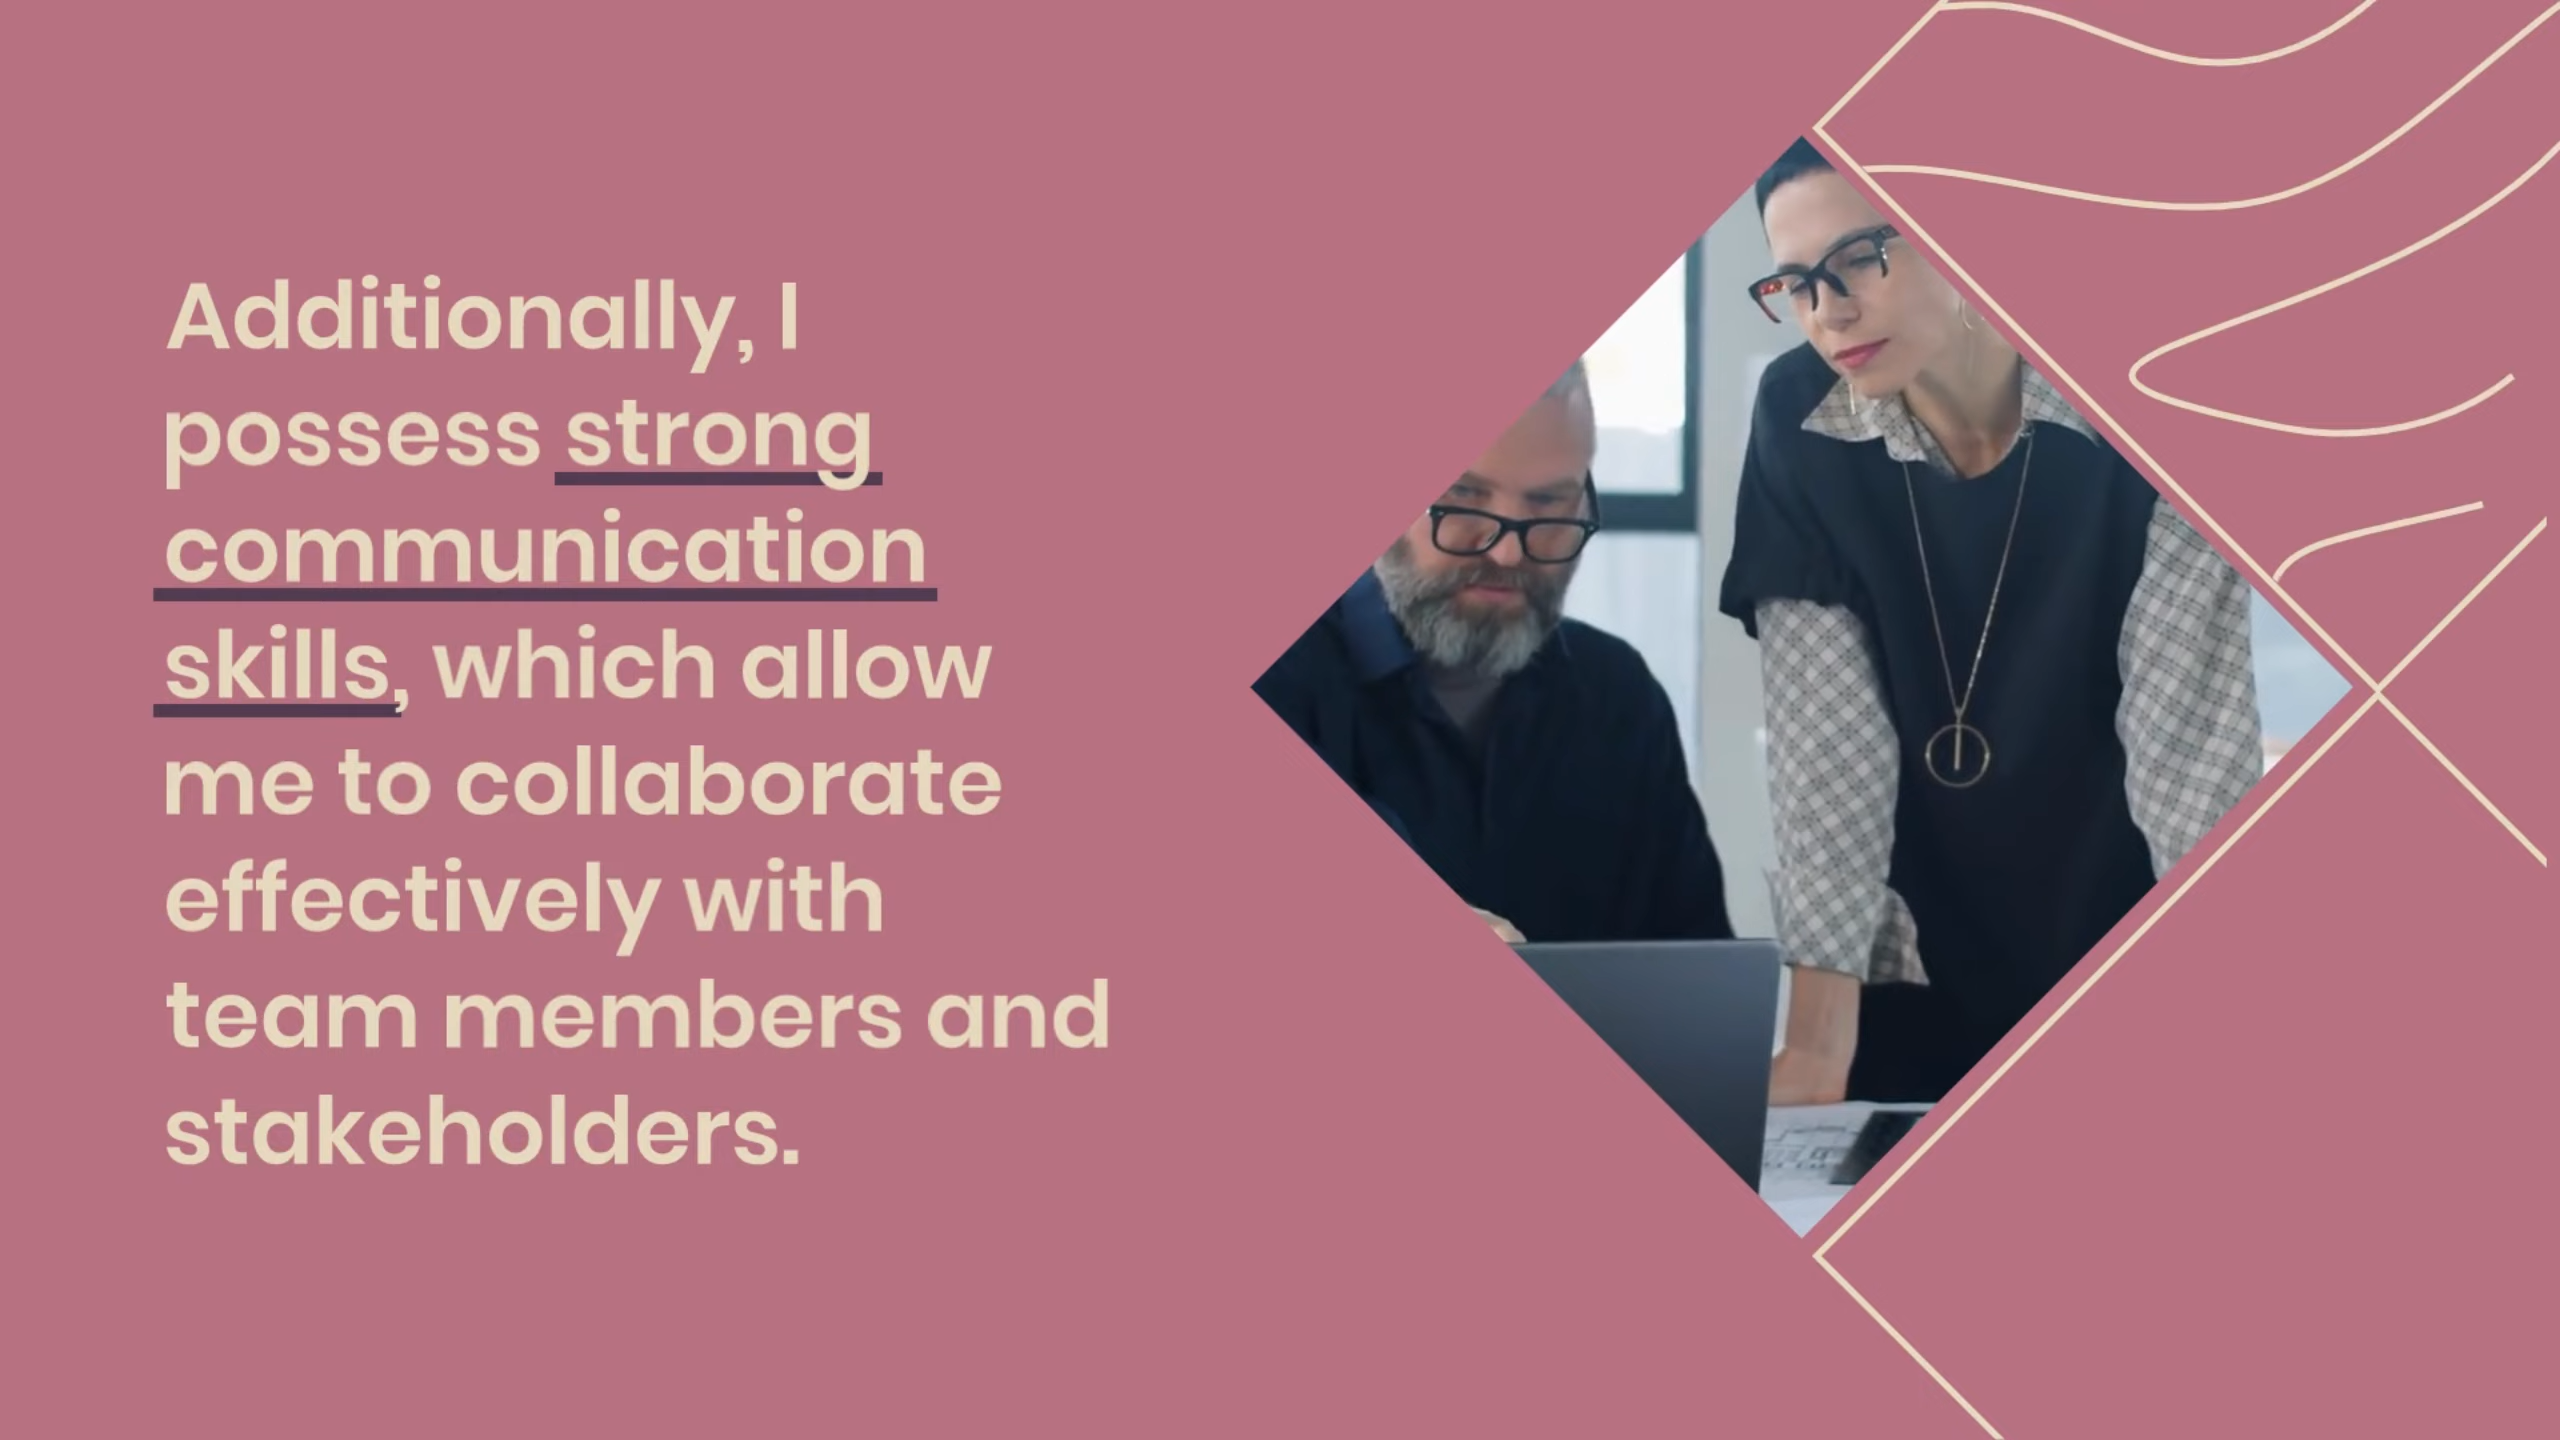 Additionally, I
possess strong
communication
skills, which allow
me to collaborate
effectively with
team members and
stakeholders.